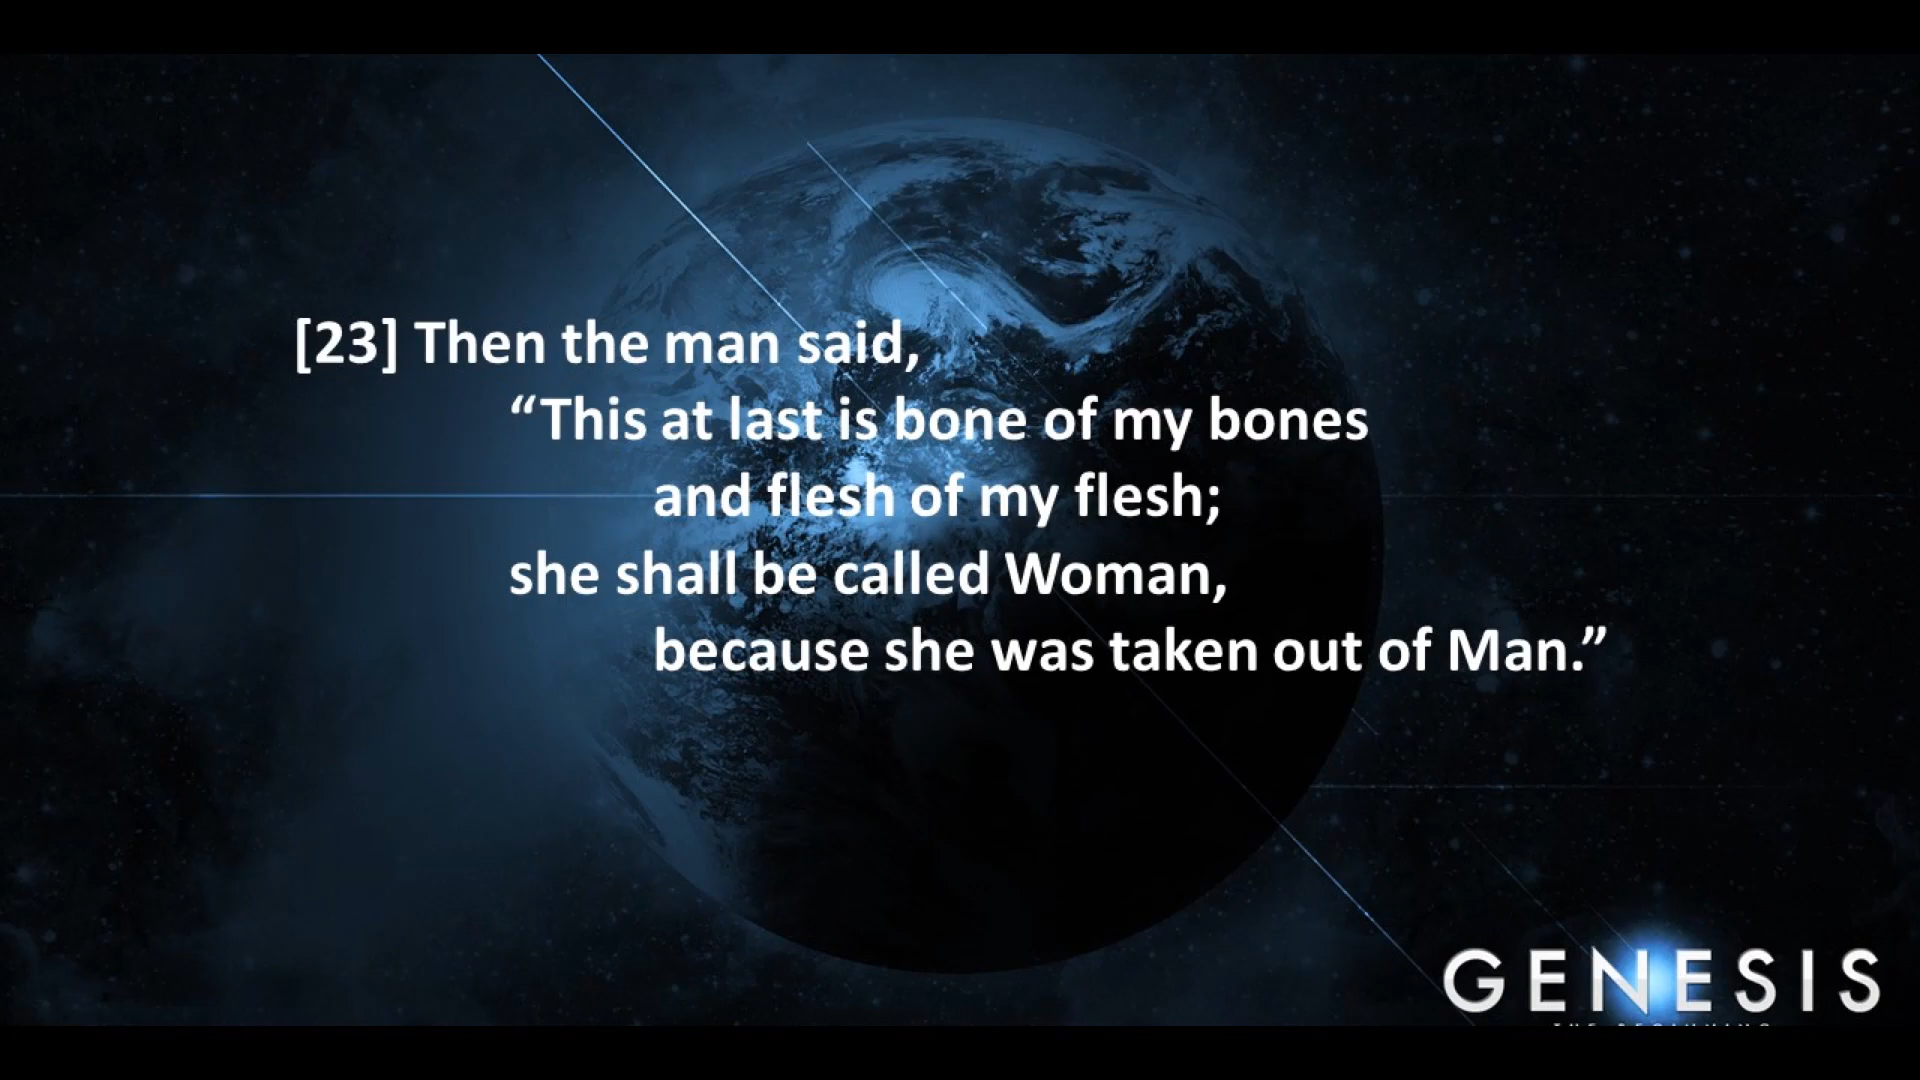 [23] Then the man said,
“This at last is bone of my bones
and flesh of my flesh;
she shall be called Woman,
because she was taken out of Man.”
GENESIS